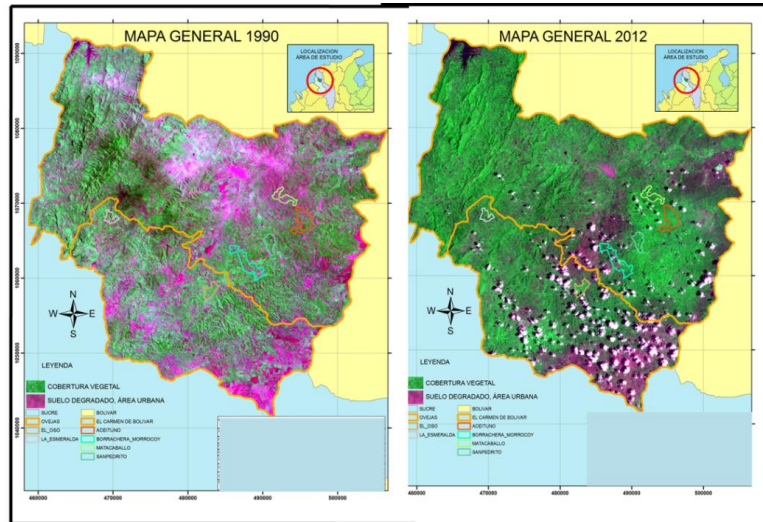 MAPA GENERAL 1990
LOCALIZACION
ÁREA DE ESTUDIO
1090000
1080000
1070000
1060000
1050000
1040000
N
W E
S
LEYENDA
COBERTURA VEGETAL
SUELO DEGRADADO, ÁREA URBANA
SUCRE
OVEJAS
EL_OSO
LA_ESMERALDA
BOLIVAR
EL CARMEN DE BOLIVAR
ACEITUNO
BORRACHERA_MORROCOY
MATACABALLO
SANPEDRITO
460000 470000 480000 490000 500000
MAPA GENERAL 2012
LOCALIZACION
ÁREA DE ESTUDIO
N
W E
S
LEYENDA
COBERTURA VEGETAL
SUELO DEGRADADO, ÁREA URBANA
SUCRE
OVEJAS
EL_OSO
LA_ESMERALDA
BOLIVAR
EL CARMEN DE BOLIVAR
ACEITUNO
BORRACHERA_MORROCOY
MATACABALLO
SANPEDRITO
460000 470000 480000 490000 500000